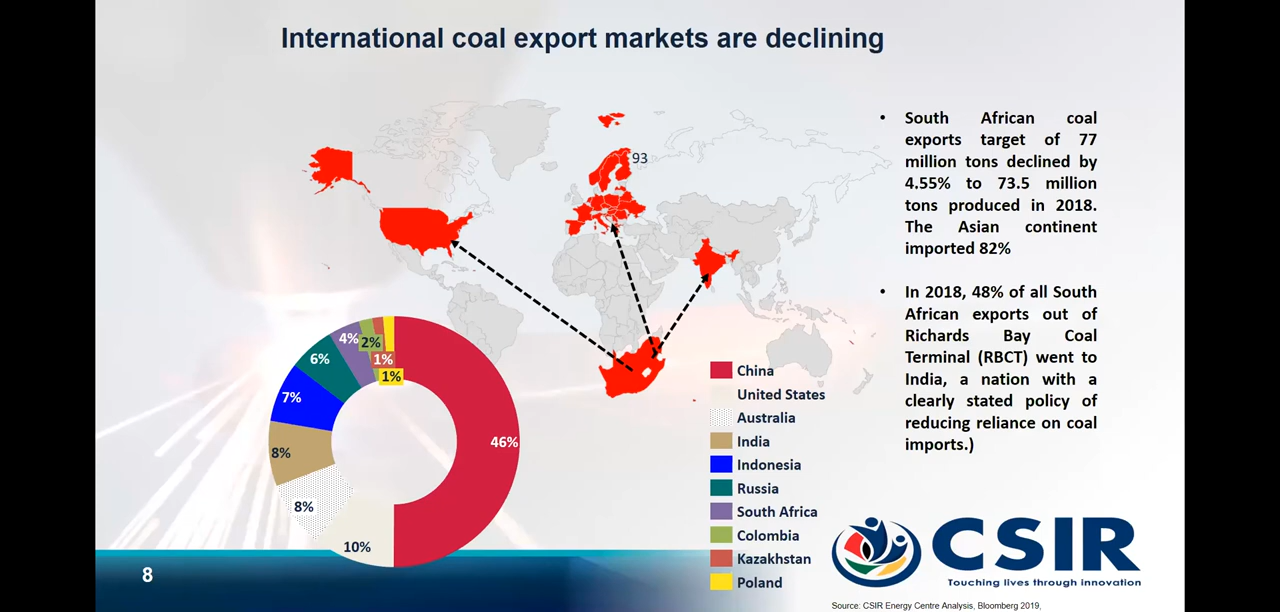 International coal export markets are declining
93
• South African coal
exports target of 77
million tons declined by
4.55% to 73.5 million
tons produced in 2018.
The Asian continent
imported 82%
• In 2018, 48% of all South
African exports out of
Richards Bay Coal
Terminal (RBCT) went to
India, a nation with a
clearly stated policy of
reducing reliance on coal
imports.)
4%
2%
1%
1%
6%
7%
8%
8%
10%
46%
China
United States
Australia
India
Indonesia
Russia
South Africa
Colombia
Kazakhstan
Poland
CSIR
Touching lives through innovation
8
Source: CSIR Energy Centre Analysis, Bloomberg 2019,